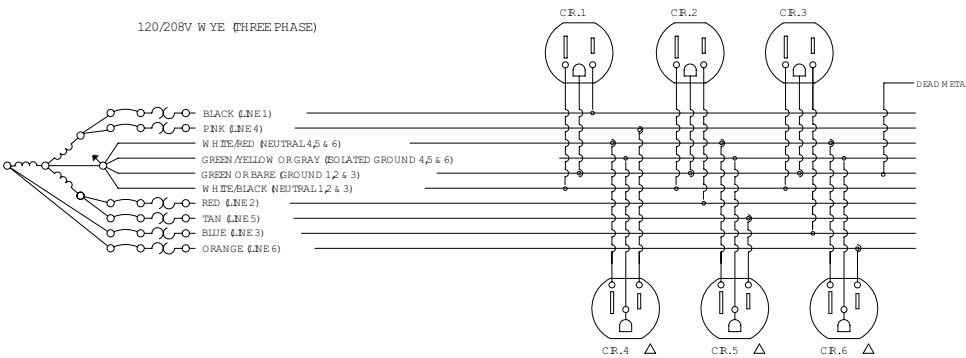 120/208V WYE (THREE PHASE)
CIR.1
CIR.2
CIR.3
DEAD META
BLACK (LINE 1)
PINK (LINE 4)
WHITE/RED (NEUTRAL 4,5 & 6)
GREEN/YELLOW OR GRAY (ISOLATED GROUND 4,5 & 6)
GREEN OR BARE (GROUND 1,2 & 3)
WHITE/BLACK (NEUTRAL 1,2 & 3)
RED (LINE 2)
TAN (LINE 5)
BLUE (LINE 3)
ORANGE (LINE 6)
CIR.4
CIR.5
CIR.6